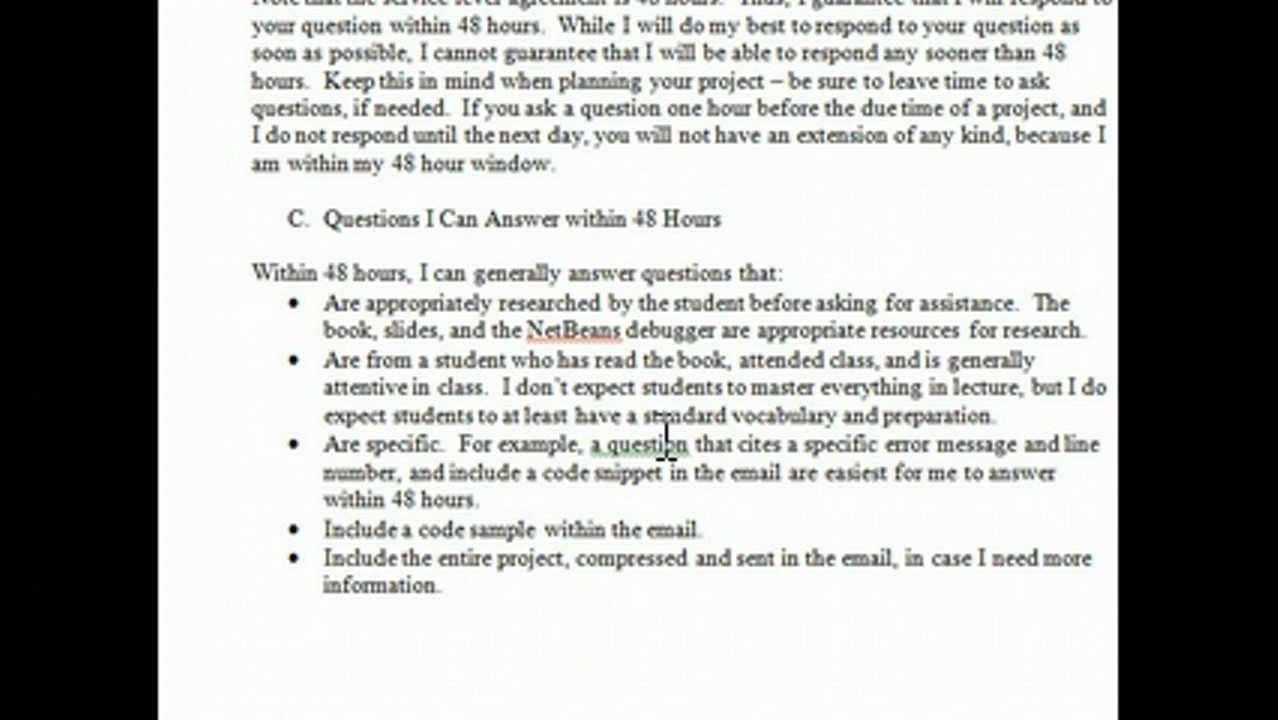 Note that the service level agreement is 48 hours. Thus, I guarantee that I will respond to
your question within 48 hours.  While I will do my best to respond to your question as
soon as possible, I cannot guarantee that I will be able to respond any sooner than 48
hours.  Keep this in mind when planning your project – be sure to leave time to ask
questions, if needed.  If you ask a question one hour before the due time of a project, and
I do not respond until the next day, you will not have an extension of any kind, because I
am within my 48 hour window.
C.  Questions I Can Answer within 48 Hours
Within 48 hours, I can generally answer questions that:
• Are appropriately researched by the student before asking for assistance.  The
book, slides, and the NetBeans debugger are appropriate resources for research.
• Are from a student who has read the book, attended class, and is generally
attentive in class.  I don't expect students to master everything in lecture, but I do
expect students to at least have a standard vocabulary and preparation.
• Are specific.  For example, a question that cites a specific error message and line
number, and include a code snippet in the email are easiest for me to answer
within 48 hours.
• Include a code sample within the email.
• Include the entire project, compressed and sent in the email, in case I need more
information.